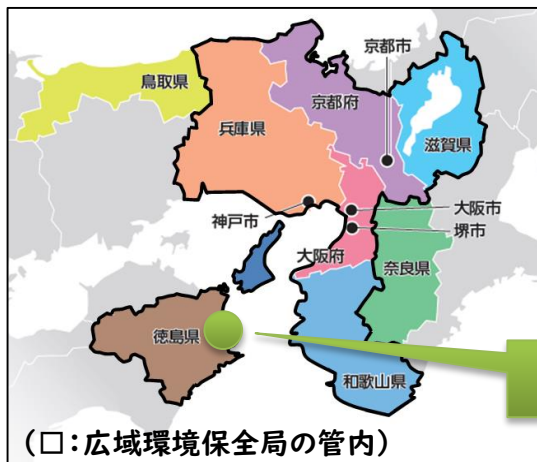 京都市
鳥取県
京都府
兵庫県
滋賀県
神戸市
大阪市
堺市
大阪府
奈良県
徳島県
和歌山県
(□:広域環境保全局の管内)